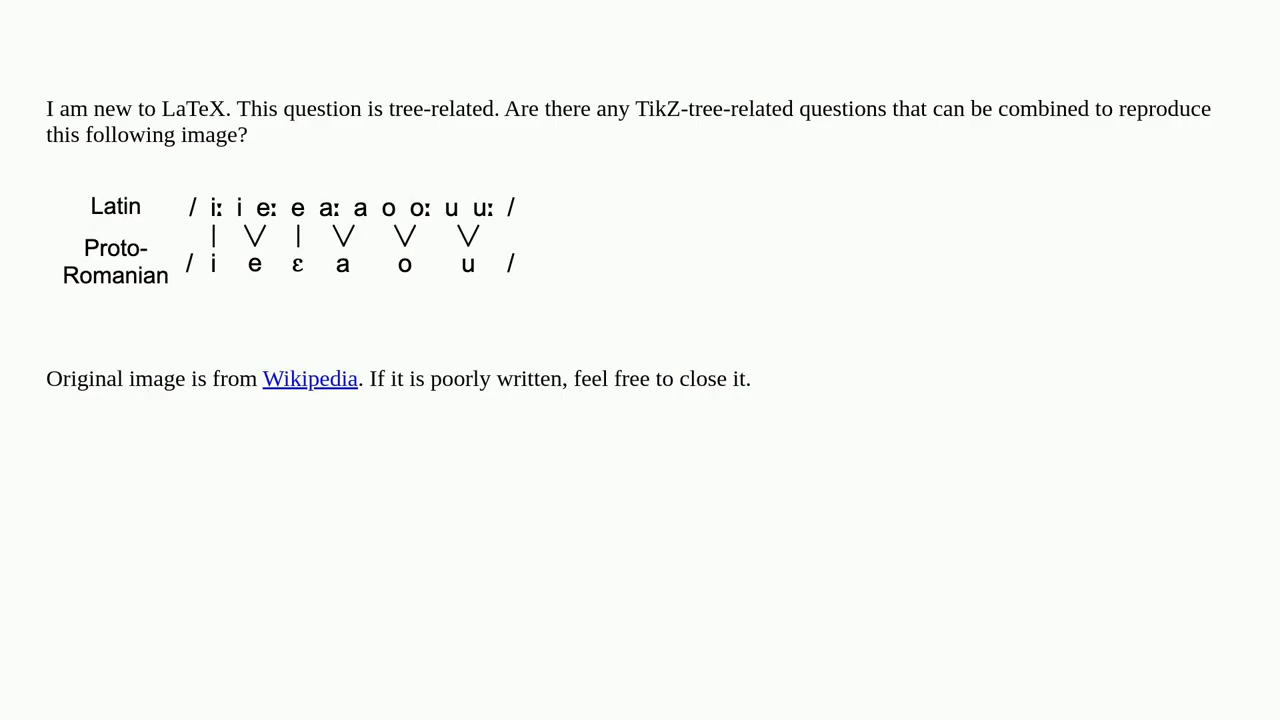 I am new to LaTeX. This question is tree-related. Are there any TikZ-tree-related questions that can be combined to reproduce
this following image?
Latin / iː i eː e aː a o oː u uː /
Proto-
Romanian / i e ɛ a o u /
Original image is from Wikipedia. If it is poorly written, feel free to close it.